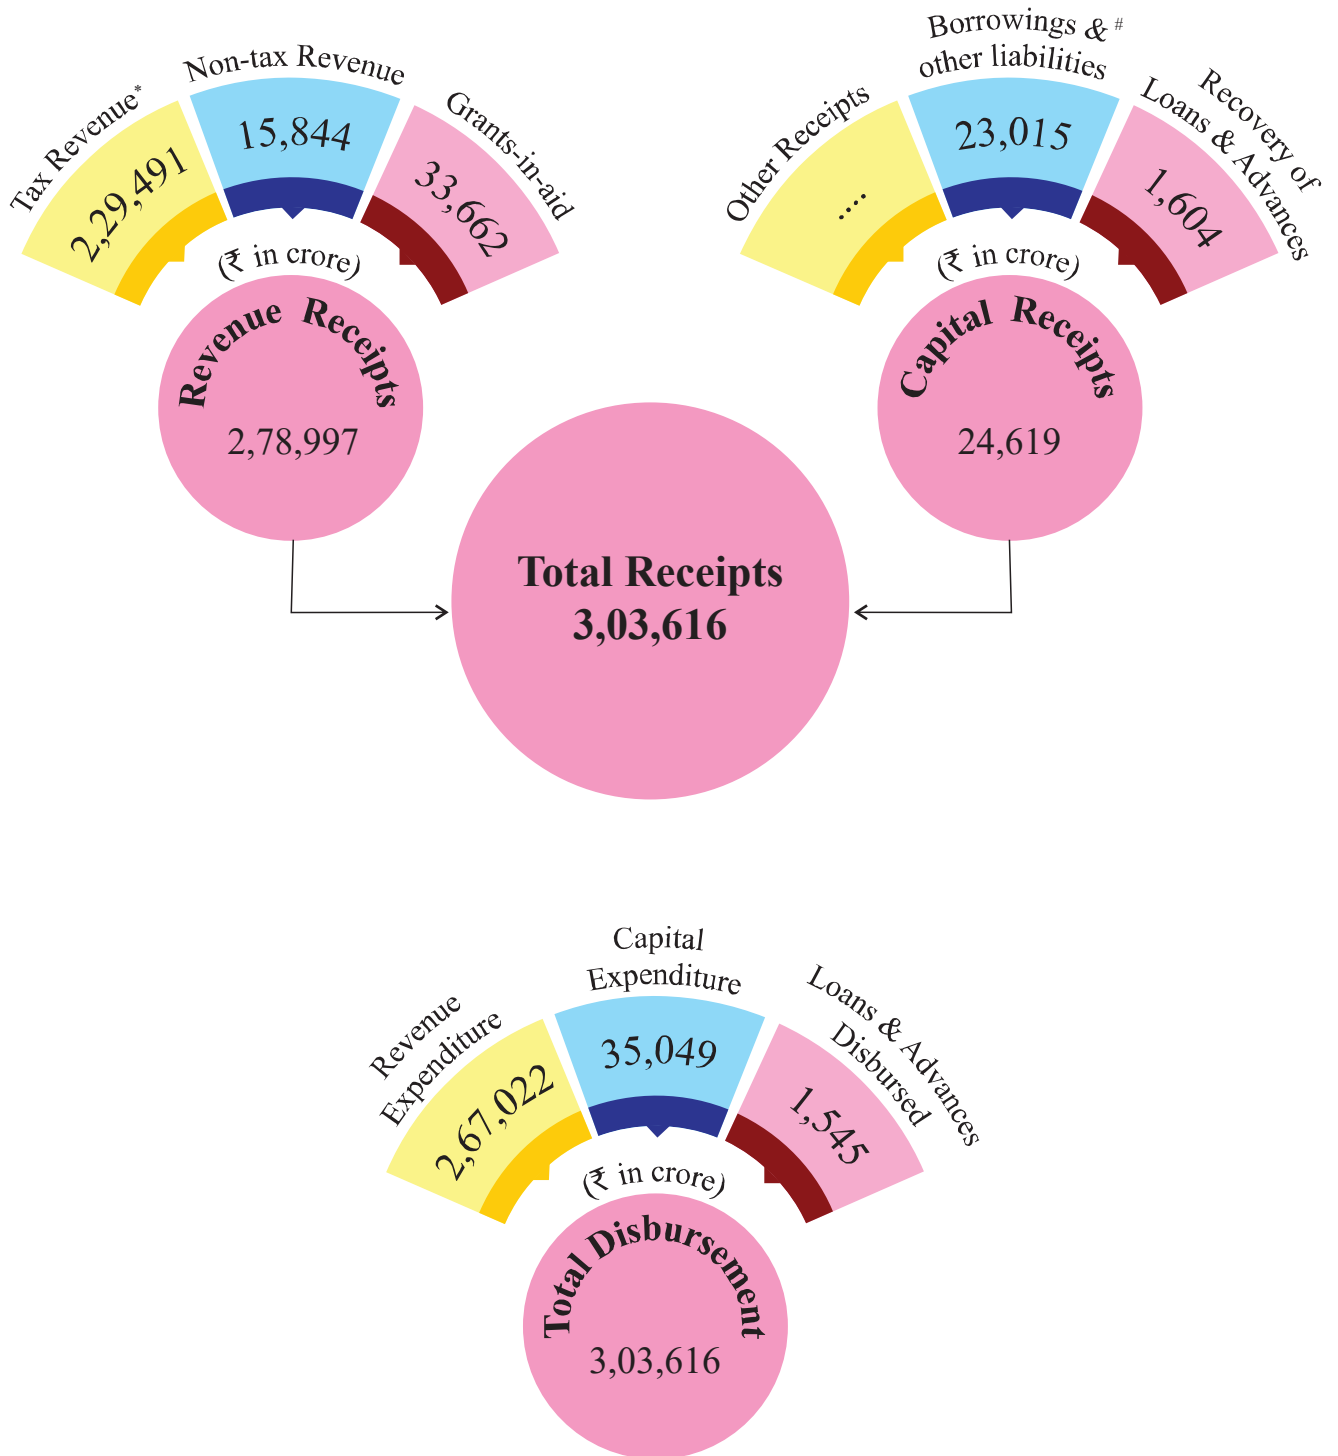 Tax Revenue*
2,29,491
Non-tax Revenue
15,844
Grants-in-aid
33,662
(₹ in crore)
Revenue Receipts
2,78,997
Other Receipts
....
Borrowings & #
other liabilities
23,015
Recovery of
Loans & Advances
1,604
(₹ in crore)
Capital Receipts
24,619
Total Receipts
3,03,616
Revenue
Expenditure
2,67,022
Capital
Expenditure
35,049
Loans & Advances
Disbursed
1,545
(₹ in crore)
Total Disbursement
3,03,616